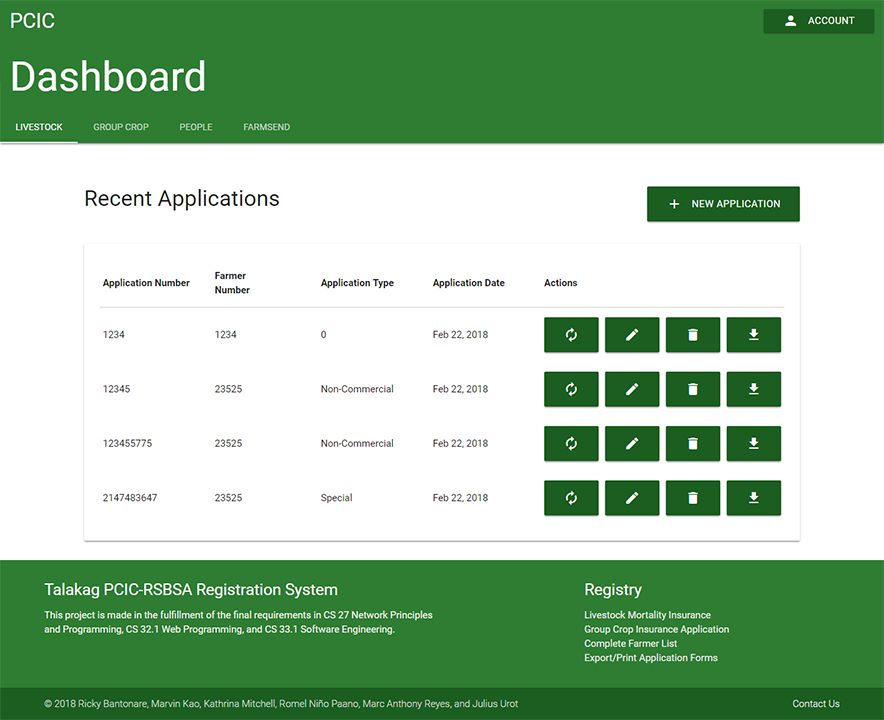 PCIC
ACCOUNT
Dashboard
LIVESTOCK GROUP CROP PEOPLE FARMSEND
Recent Applications
NEW APPLICATION
Application Number Farmer Number Application Type Application Date Actions
1234 1234 0 Feb 22, 2018
12345 23525 Non-Commercial Feb 22, 2018
123455775 23525 Non-Commercial Feb 22, 2018
2147483647 23525 Special Feb 22, 2018
Talakag PCIC-RSBSA Registration System
This project is made in the fulfillment of the final requirements in CS 27 Network Principles
and Programming, CS 32.1 Web Programming, and CS 33.1 Software Engineering.
Registry
Livestock Mortality Insurance
Group Crop Insurance Application
Complete Farmer List
Export/Print Application Forms
© 2018 Ricky Bantonare, Marvin Kao, Kathrina Mitchell, Romel Niño Paano, Marc Anthony Reyes, and Julius Urot
Contact Us